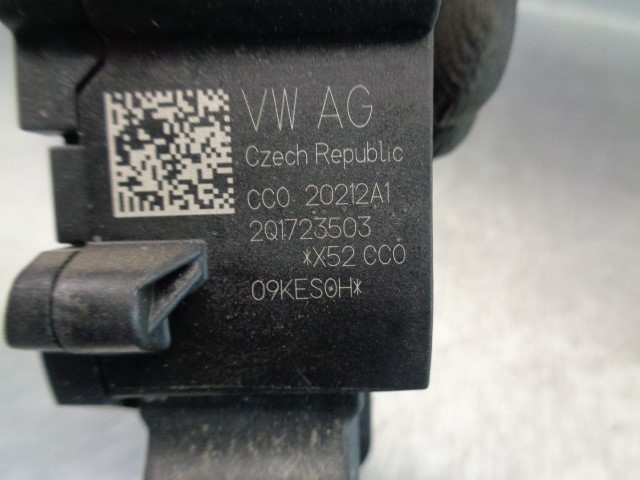 VW AG
Czech Republic
CC0 20212A1
2Q1723503
*X52 CC0
09KES0H*